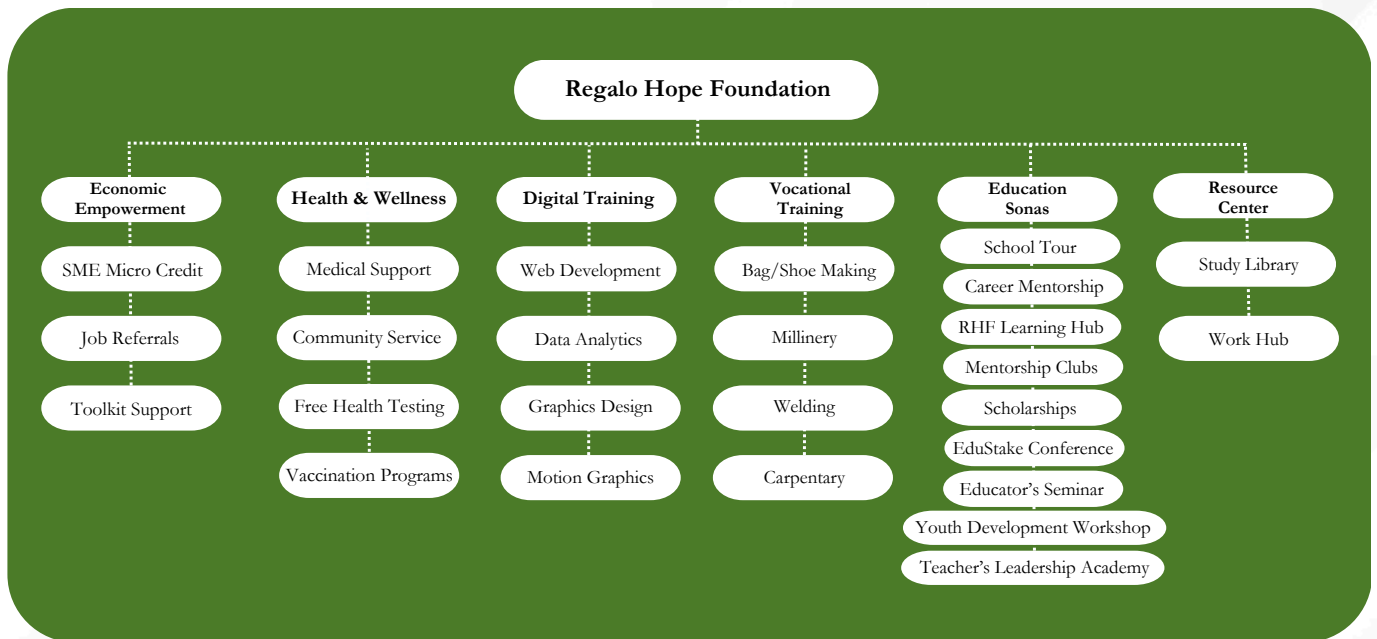 Regalo Hope Foundation
Economic
Empowerment
SME Micro Credit
Job Referrals
Toolkit Support
Health & Wellness
Medical Support
Community Service
Free Health Testing
Vaccination Programs
Digital Training
Web Development
Data Analytics
Graphics Design
Motion Graphics
Vocational
Training
Bag/Shoe Making
Millinery
Welding
Carpentary
Education
Sonas
School Tour
Career Mentorship
RHF Learning Hub
Mentorship Clubs
Scholarships
EduStake Conference
Educator’s Seminar
Youth Development Workshop
Teacher’s Leadership Academy
Resource
Center
Study Library
Work Hub